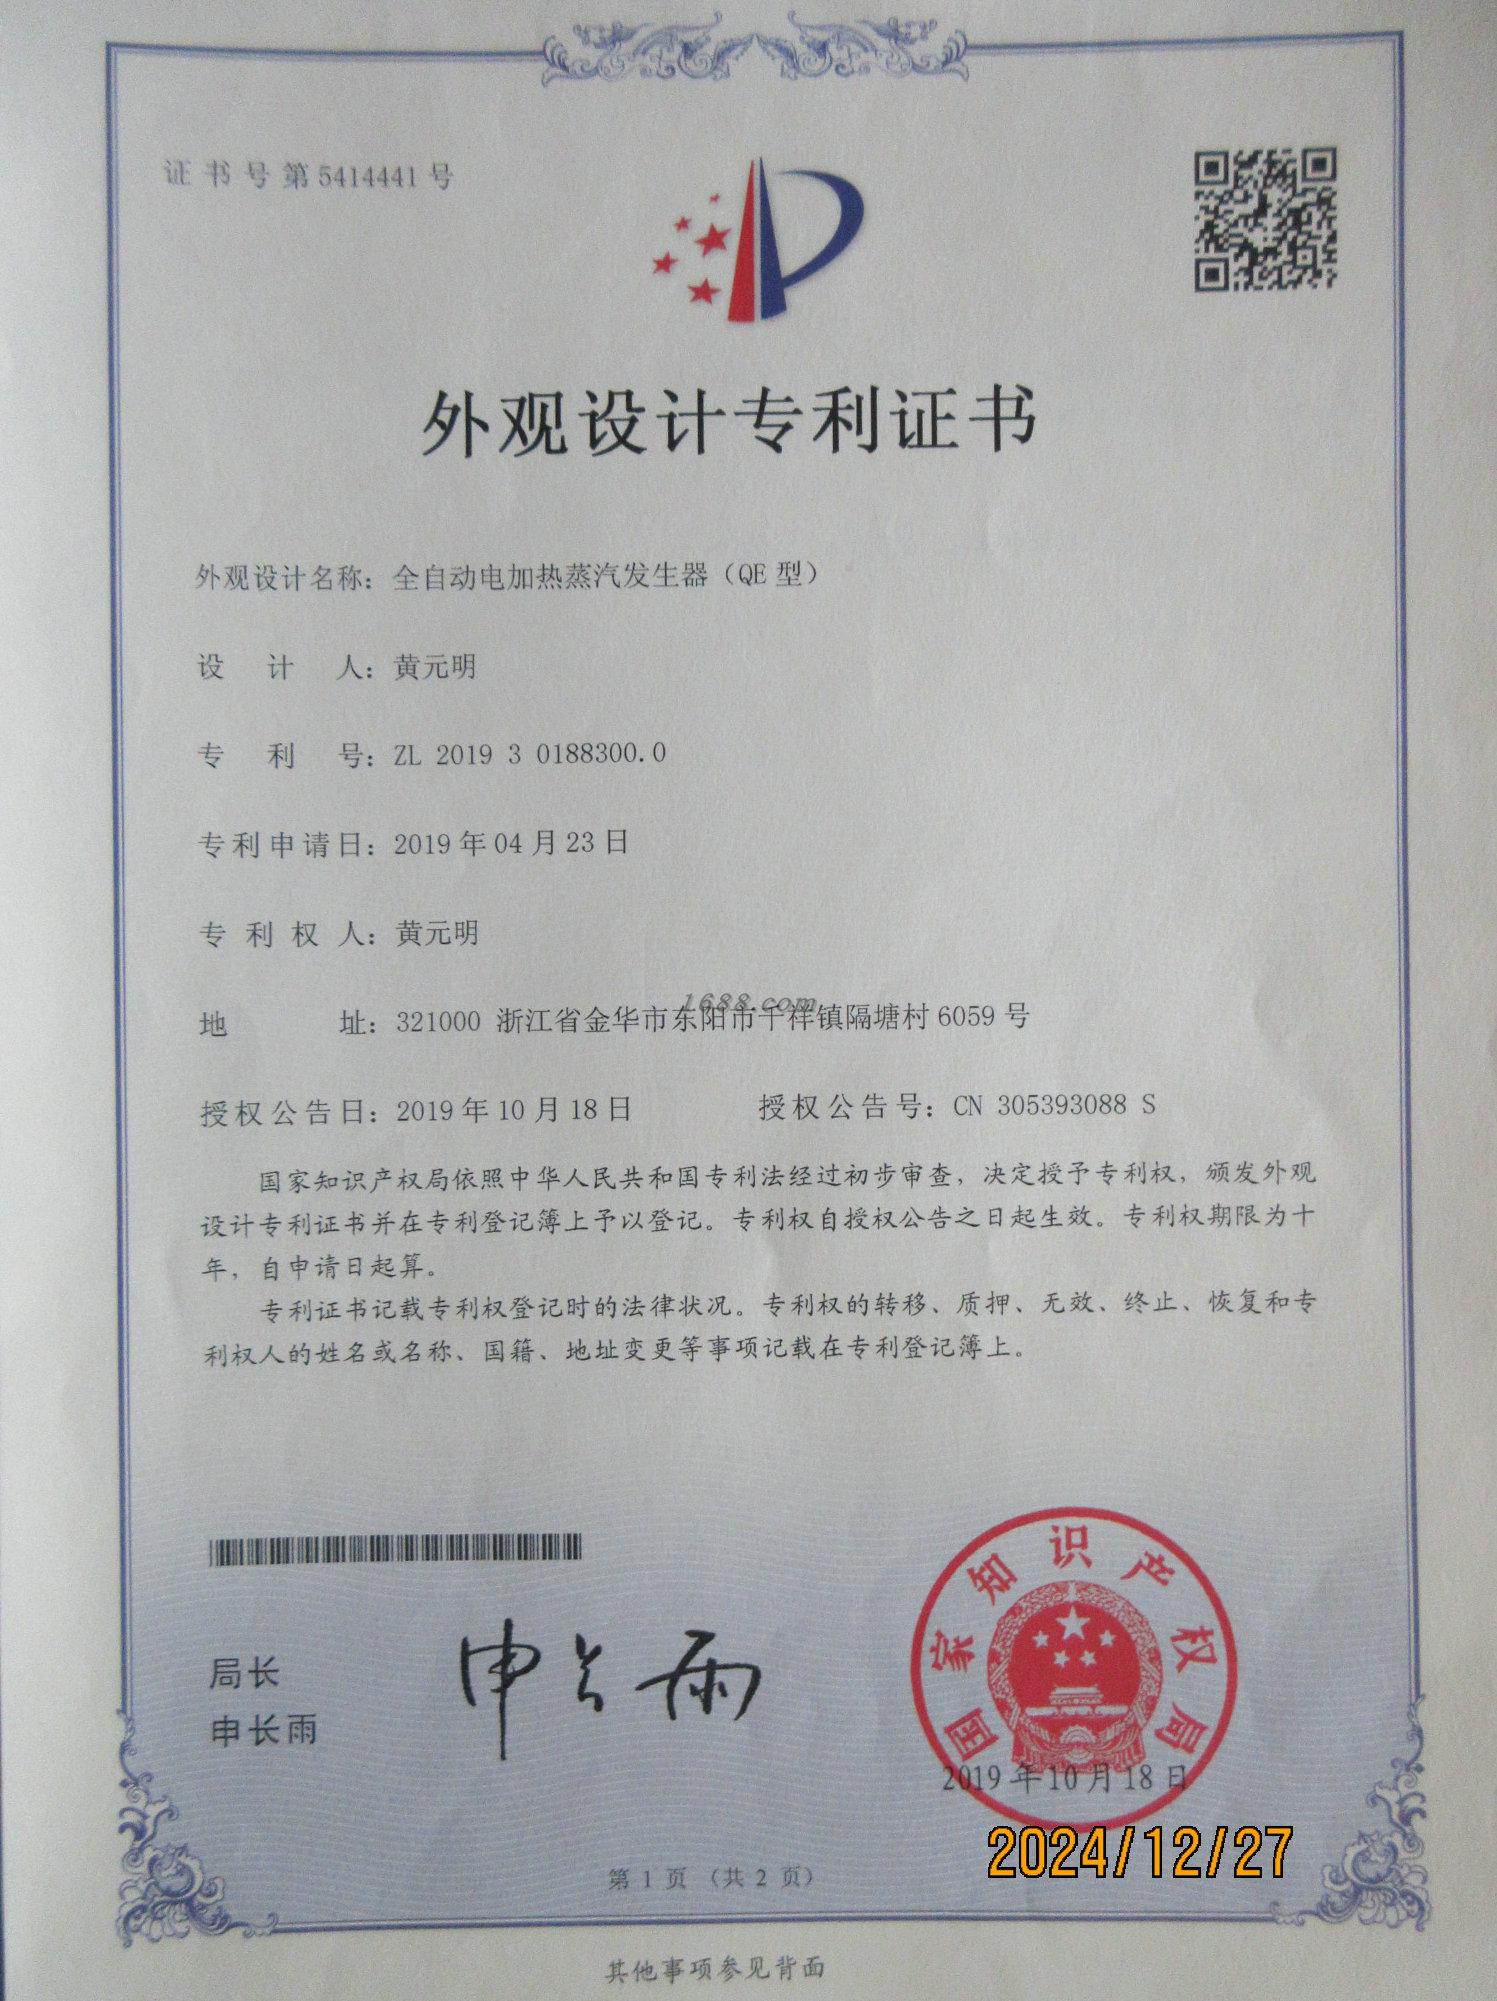 证书号第5414441号
外观设计专利证书
外观设计名称：全自动电加热蒸汽发生器（QE型）
设计人：黄元明
专利号：ZL 2019 3 0188300.0
专利申请日：2019年04月23日
专利权人：黄元明
1688.com
地址：321000 浙江省金华市东阳市千祥镇隔塘村6059号
授权公告日：2019年10月18日 授权公告号：CN 305393088 S
国家知识产权局依照中华人民共和国专利法经过初步审查，决定授予专利权，颁发外观
设计专利证书并在专利登记簿上予以登记。专利权自授权公告之日起生效。专利权期限为十
年，自申请日起算。
专利证书记载专利权登记时的法律状况。专利权的转移、质押、无效、终止、恢复和专
利权人的姓名或名称、国籍、地址变更等事项记载在专利登记簿上。
局长
申长雨
申长雨
国家知识产权局
2019年10月18日
2024/12/27
第1页（共2页）
其他事项参见背面